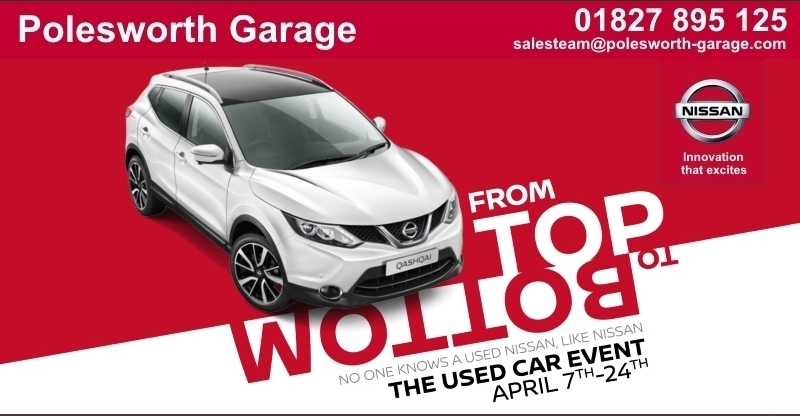 Polesworth Garage
01827 895 125
salesteam@polesworth-garage.com
NISSAN
Innovation
that excites
QASHQAI
FROM
TOP
TO
BOTTOM
NO ONE KNOWS A USED NISSAN, LIKE NISSAN
THE USED CAR EVENT
APRIL 7TH-24TH